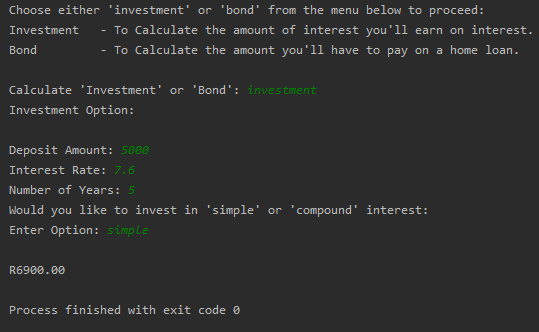 Choose either 'investment' or 'bond' from the menu below to proceed:
Investment   - To Calculate the amount of interest you'll earn on interest.
Bond         - To Calculate the amount you'll have to pay on a home loan.
Calculate 'Investment' or 'Bond': investment
Investment Option:
Deposit Amount: 5000
Interest Rate: 7.6
Number of Years: 5
Would you like to invest in 'simple' or 'compound' interest:
Enter Option: simple
R6900.00
Process finished with exit code 0